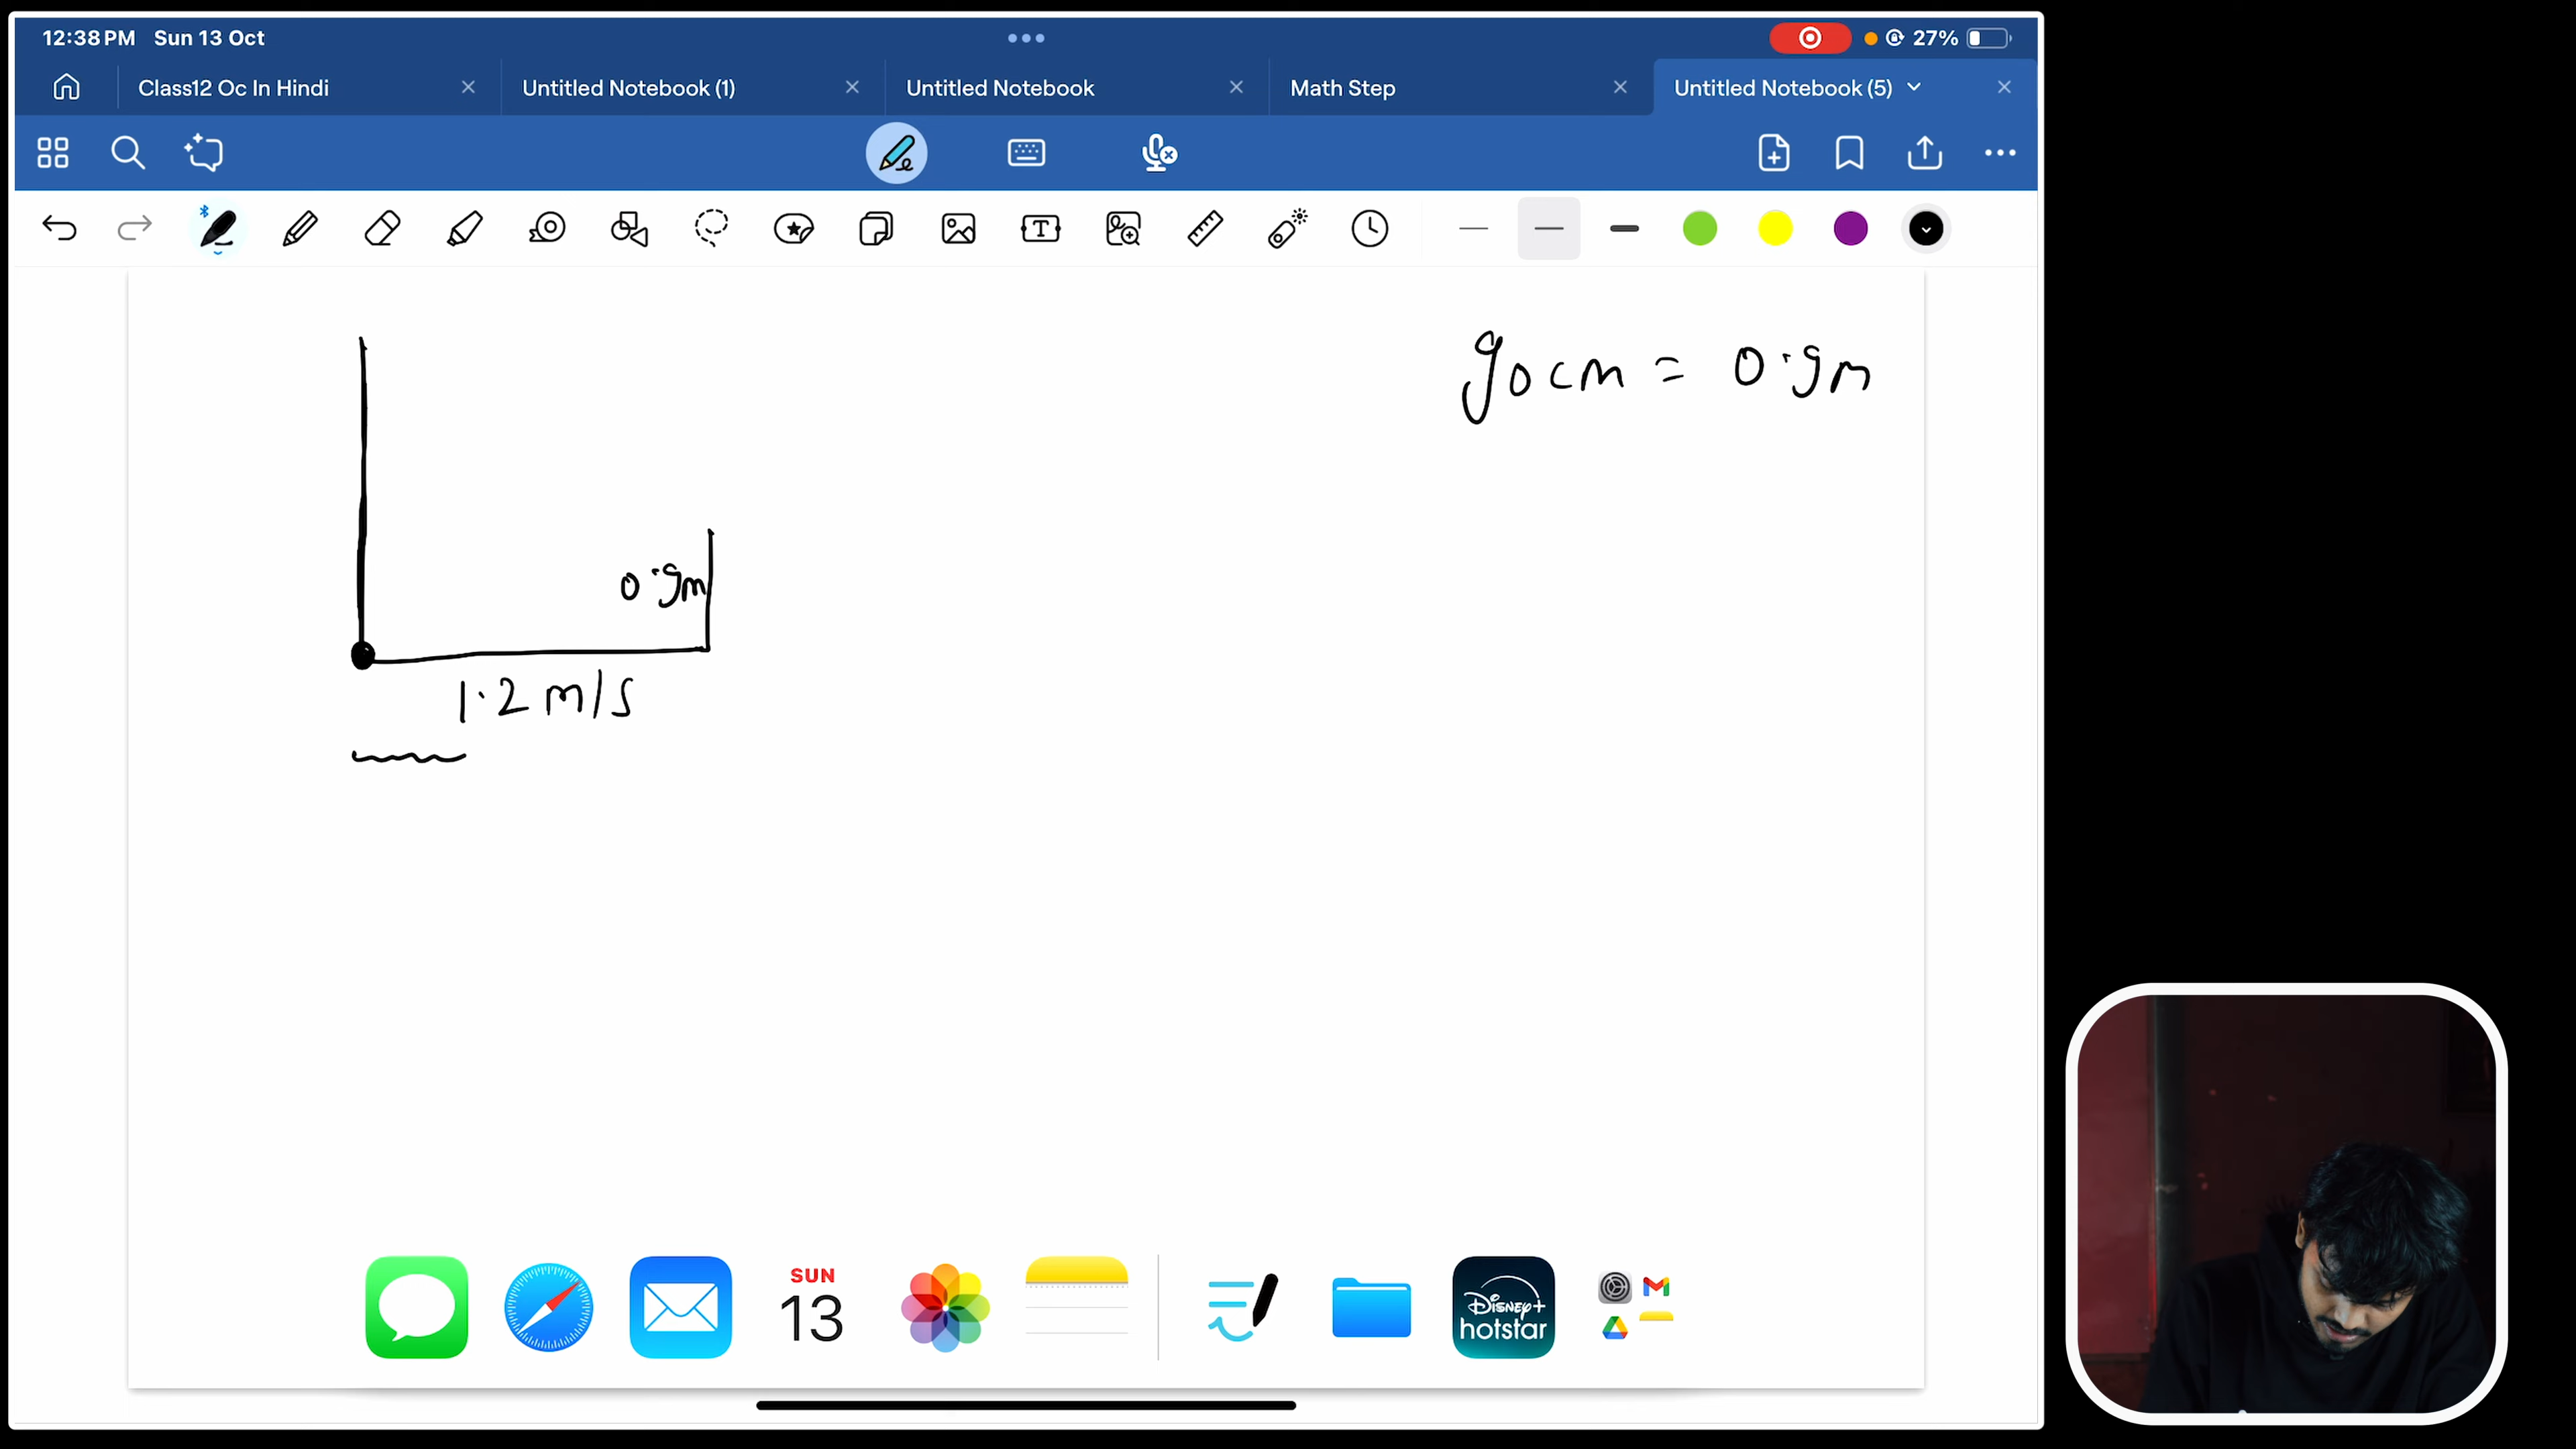 12:38 PM Sun 13 Oct
27%
Class12 Oc In Hindi
Untitled Notebook (1)
Untitled Notebook
Math Step
Untitled Notebook (5)
T
90cm = 0.9m
0.9m
1.2 m/s
SUN
13
Disney+
hotstar